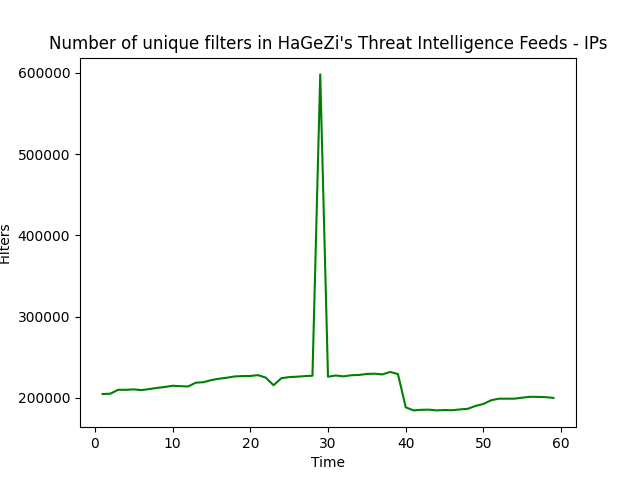 Number of unique filters in HaGeZi's Threat Intelligence Feeds - IPs
600000
500000
400000
300000
200000
Filters
0 10 20 30 40 50 60
Time